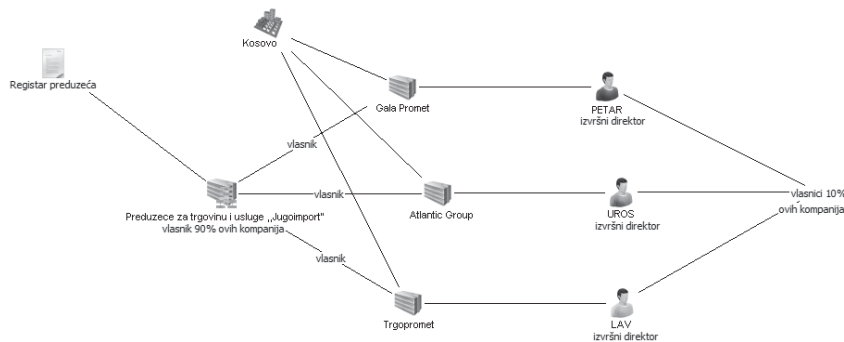 Kosovo
Registar preduzeća
Gala Promet
PETAR
izvršni direktor
vlasnik
vlasnik
Preduzece za trgovinu i usluge ,,Jugoimport"
vlasnik 90% ovih kompanija
Atlantic Group
UROS
izvršni direktor
vlasnici 10%
ovih kompanija
vlasnik
Trgopromet
LAV
izvršni direktor